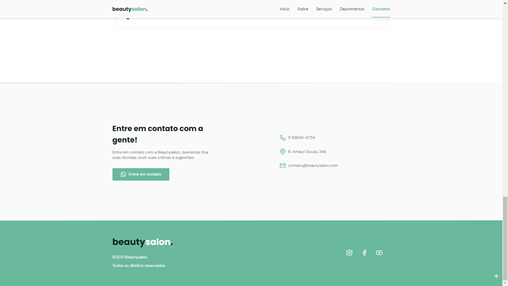 beautysalon.
Início Sobre Serviços Depoimentos Contatos
Entre em contato com a
gente!
Entre em contato com a Beautysalon, queremos tirar
suas dúvidas, ouvir suas críticas e sugestões.
Entre em contato
11 99845-6754
R. Amauri Souza, 346
contato@beautysalon.com
beautysalon.
©2021 Beautysalon.
Todos os direitos reservados.